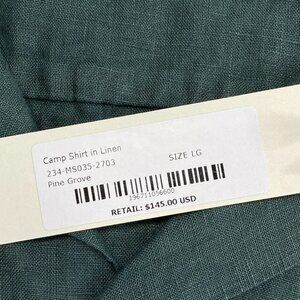 Camp Shirt in Linen
234-MS035-2703 SIZE LG
Pine Grove
196711056600
RETAIL: $145.00 USD